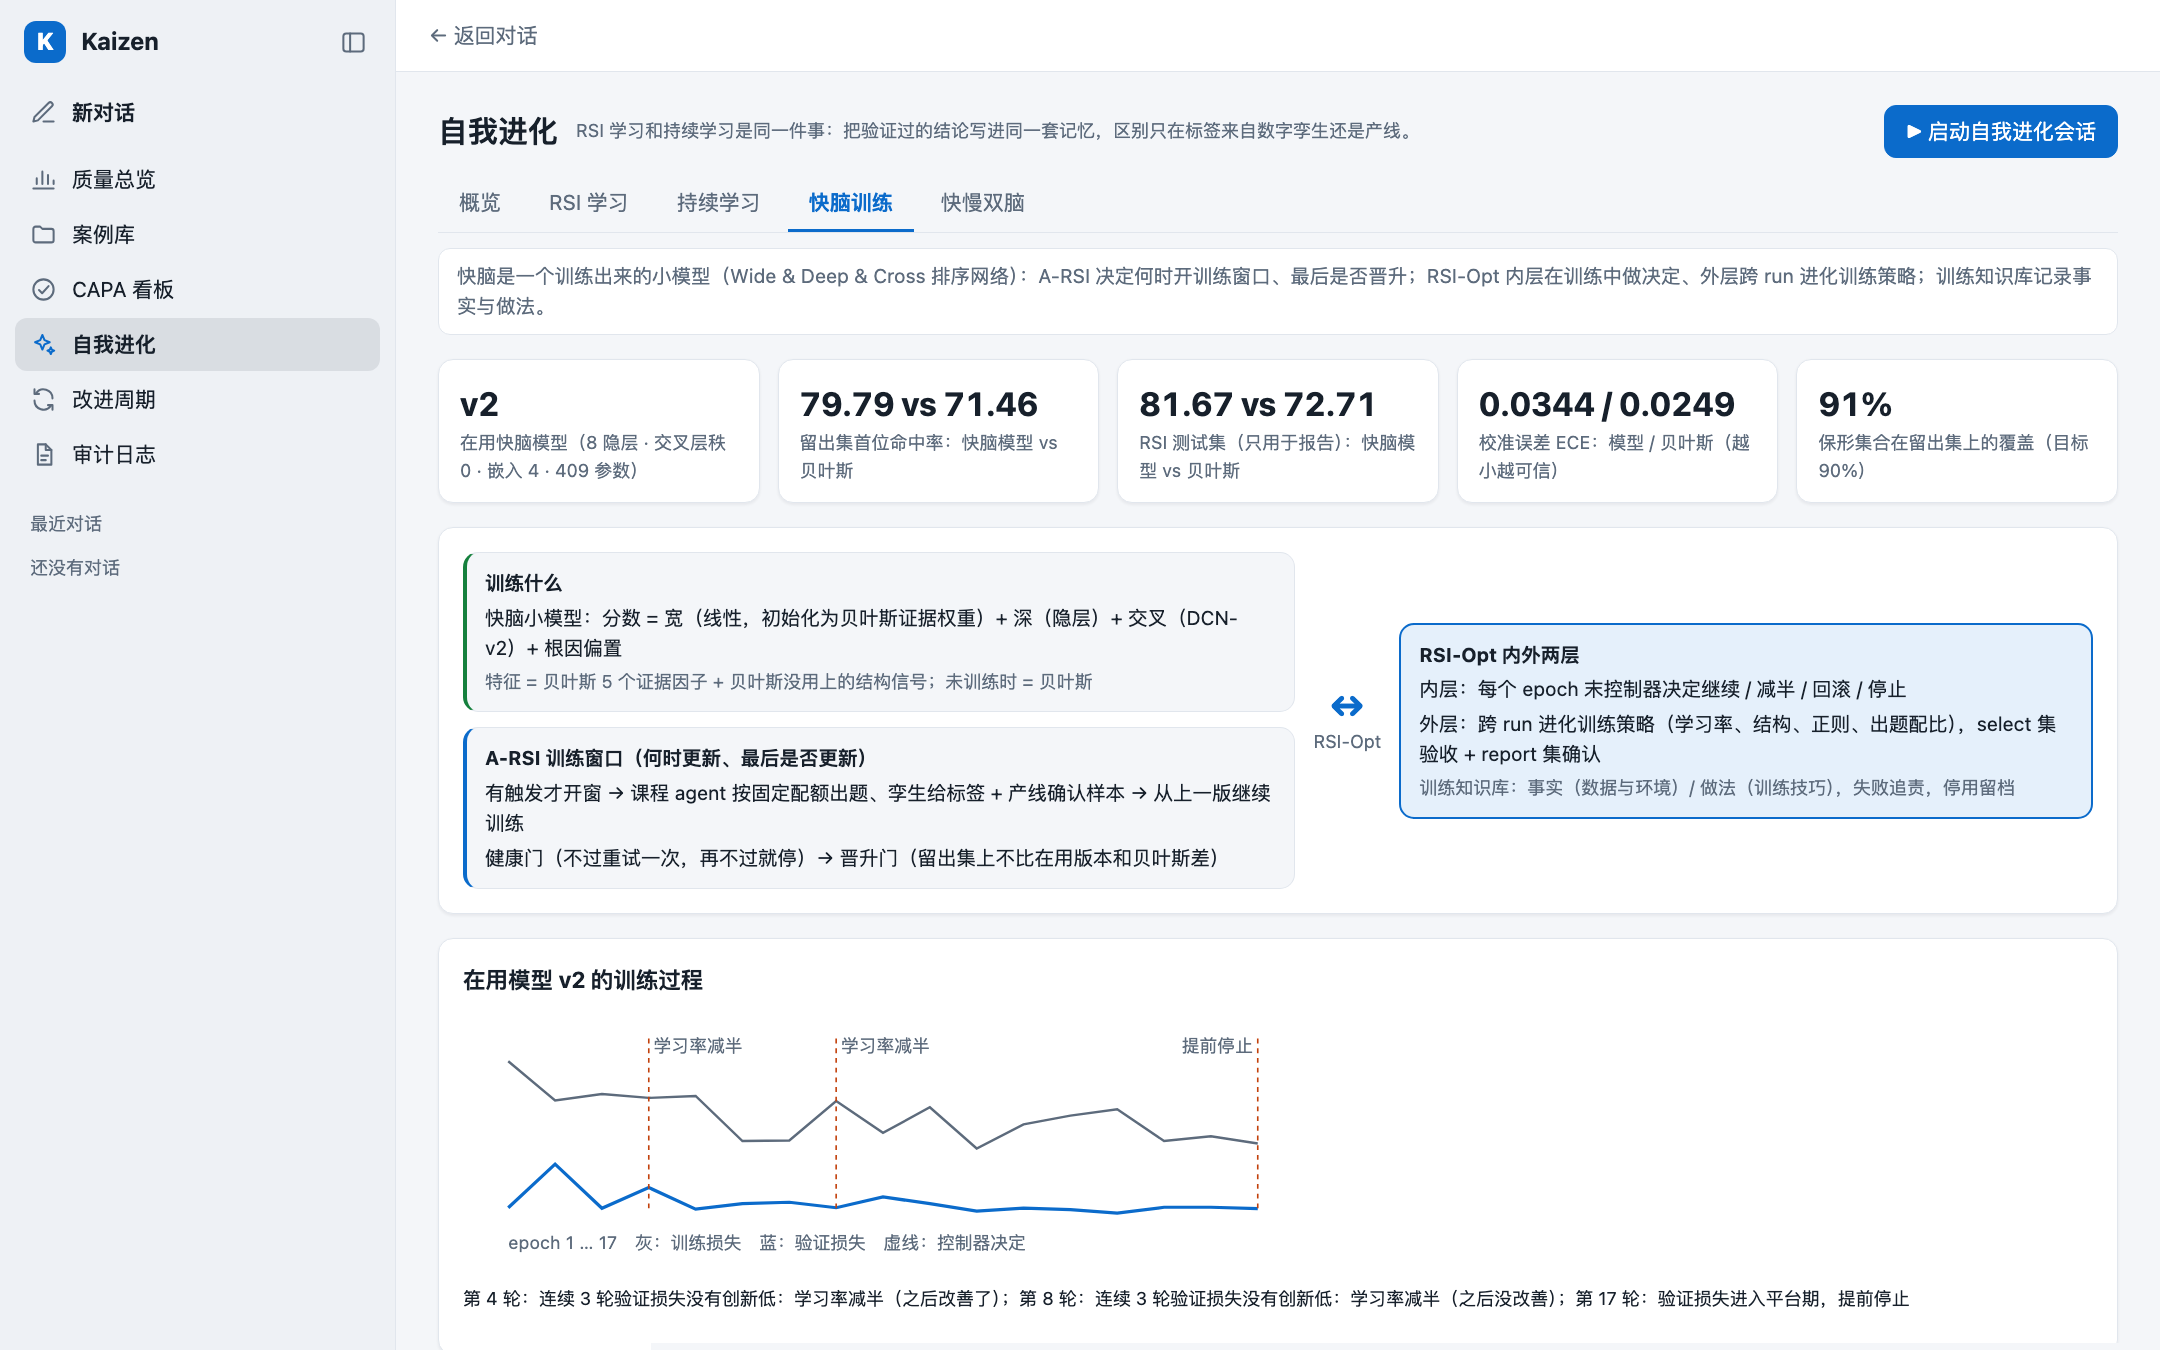 K Kaizen
新对话
质量总览
案例库
CAPA 看板
自我进化
改进周期
审计日志
最近对话
还没有对话
← 返回对话
自我进化 RSI 学习和持续学习是同一件事：把验证过的结论写进同一套记忆，区别只在标签来自数字孪生还是产线。
▶ 启动自我进化会话
概览 RSI 学习 持续学习 快脑训练 快慢双脑
快脑是一个训练出来的小模型（Wide & Deep & Cross 排序网络）：A-RSI 决定何时开训练窗口、最后是否晋升；RSI-Opt 内层在训练中做决定、外层跨 run 进化训练策略；训练知识库记录事
实与做法。
v2
在用快脑模型（8 隐层 · 交叉层秩
0 · 嵌入 4 · 409 参数）
79.79 vs 71.46
留出集首位命中率：快脑模型 vs
贝叶斯
81.67 vs 72.71
RSI 测试集（只用于报告）：快脑模
型 vs 贝叶斯
0.0344 / 0.0249
校准误差 ECE：模型 / 贝叶斯（越
小越可信）
91%
保形集合在留出集上的覆盖（目标
90%）
训练什么
快脑小模型：分数 = 宽（线性，初始化为贝叶斯证据权重）+ 深（隐层）+ 交叉（DCN-
v2）+ 根因偏置
特征 = 贝叶斯 5 个证据因子 + 贝叶斯没用上的结构信号；未训练时 = 贝叶斯
A-RSI 训练窗口（何时更新、最后是否更新）
有触发才开窗 → 课程 agent 按固定配额出题、孪生给标签 + 产线确认样本 → 从上一版继续
训练
健康门（不过重试一次，再不过就停）→ 晋升门（留出集上不比在用版本和贝叶斯差）
↔
RSI-Opt
RSI-Opt 内外两层
内层：每个 epoch 末控制器决定继续 / 减半 / 回滚 / 停止
外层：跨 run 进化训练策略（学习率、结构、正则、出题配比），select 集
验收 + report 集确认
训练知识库：事实（数据与环境）/ 做法（训练技巧），失败追责，停用留档
在用模型 v2 的训练过程
学习率减半 学习率减半 提前停止
epoch 1 … 17 灰：训练损失 蓝：验证损失 虚线：控制器决定
第 4 轮：连续 3 轮验证损失没有创新低：学习率减半（之后改善了）；第 8 轮：连续 3 轮验证损失没有创新低：学习率减半（之后没改善）；第 17 轮：验证损失进入平台期，提前停止